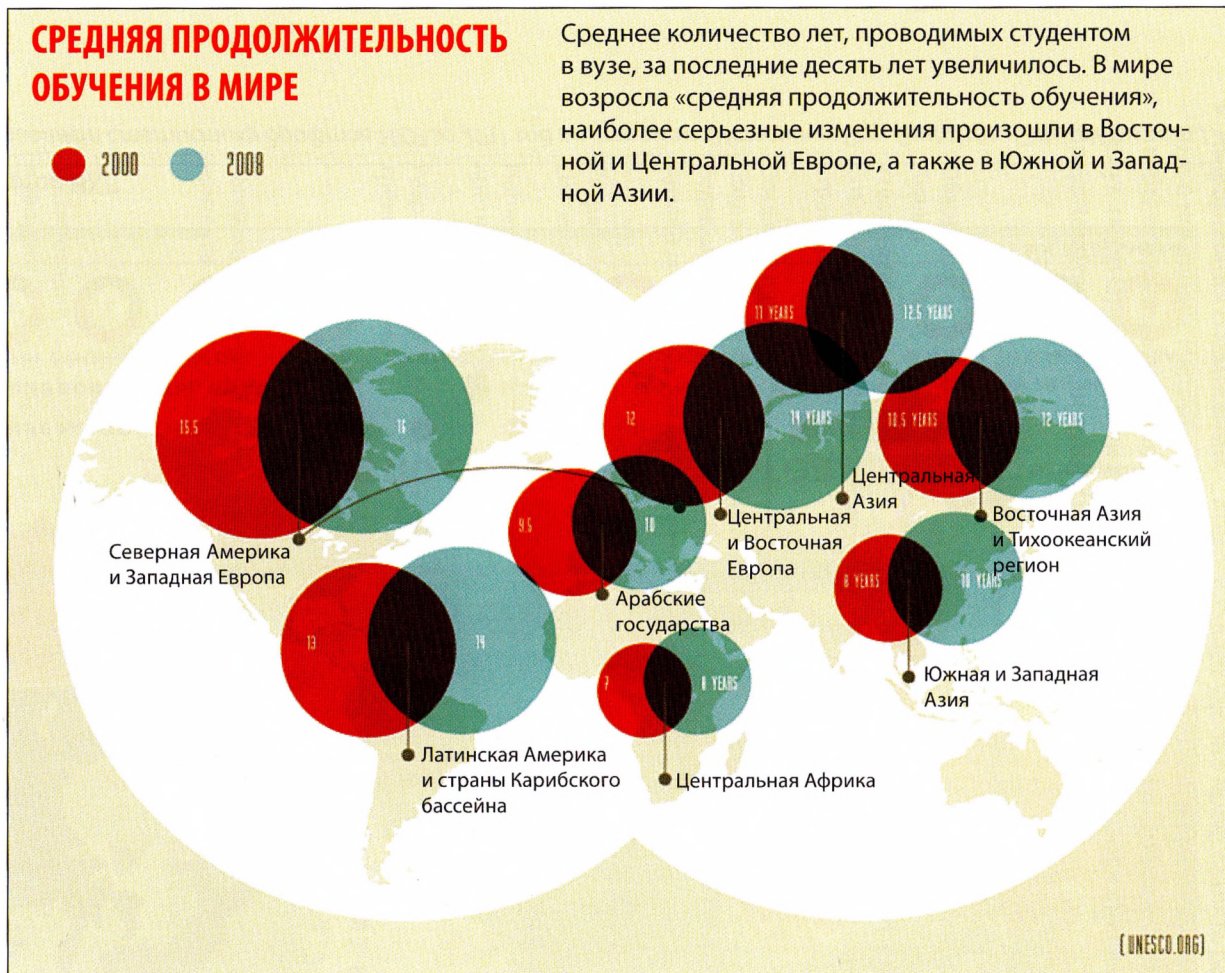 СРЕДНЯЯ ПРОДОЛЖИТЕЛЬНОСТЬ
ОБУЧЕНИЯ В МИРЕ
2000
2008
Среднее количество лет, проводимых студентом
в вузе, за последние десять лет увеличилось. В мире
возросла «средняя продолжительность обучения»,
наиболее серьезные изменения произошли в Восточ-
ной и Центральной Европе, а также в Южной и Запад-
ной Азии.
11 YEARS
12.5 YEARS
15.5
16
12
14 YEARS
10.5 YEARS
12 YEARS
Центральная
Азия
9.5
10
Северная Америка
и Западная Европа
Центральная
и Восточная
Европа
Восточная Азия
и Тихоокеанский
регион
8 YEARS
10 YEARS
Арабские
государства
13
14
7
8 YEARS
Южная и Западная
Азия
Латинская Америка
и страны Карибского
бассейна
Центральная Африка
[UNESCO.ORG]